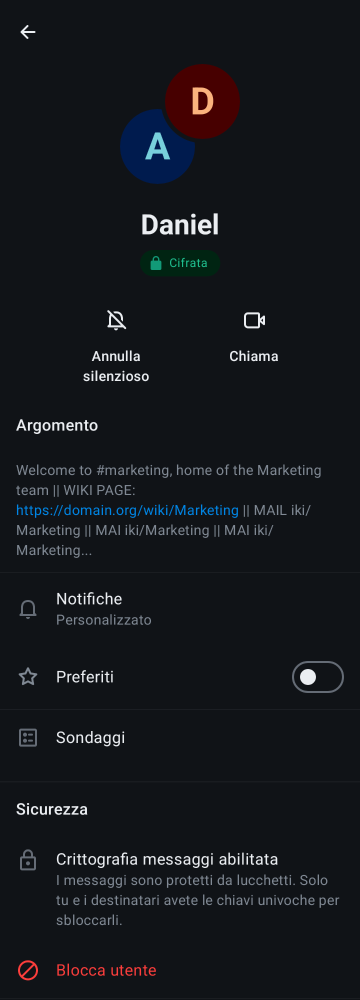 D
A
Daniel
Cifrata
Annulla
silenzioso
Chiama
Argomento
Welcome to #marketing, home of the Marketing
team || WIKI PAGE:
https://domain.org/wiki/Marketing || MAIL iki/
Marketing || MAI iki/Marketing || MAI iki/
Marketing...
Notifiche
Personalizzato
Preferiti
Sondaggi
Sicurezza
Crittografia messaggi abilitata
I messaggi sono protetti da lucchetti. Solo
tu e i destinatari avete le chiavi univoche per
sbloccarli.
Blocca utente